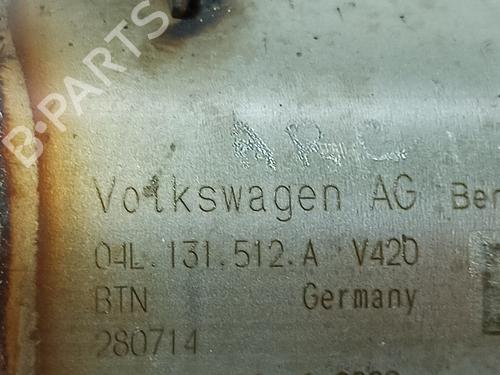 B-PARTS
ARC
Volkswagen AG Ber
04L.131.512.A V420
BTN Germany
280714